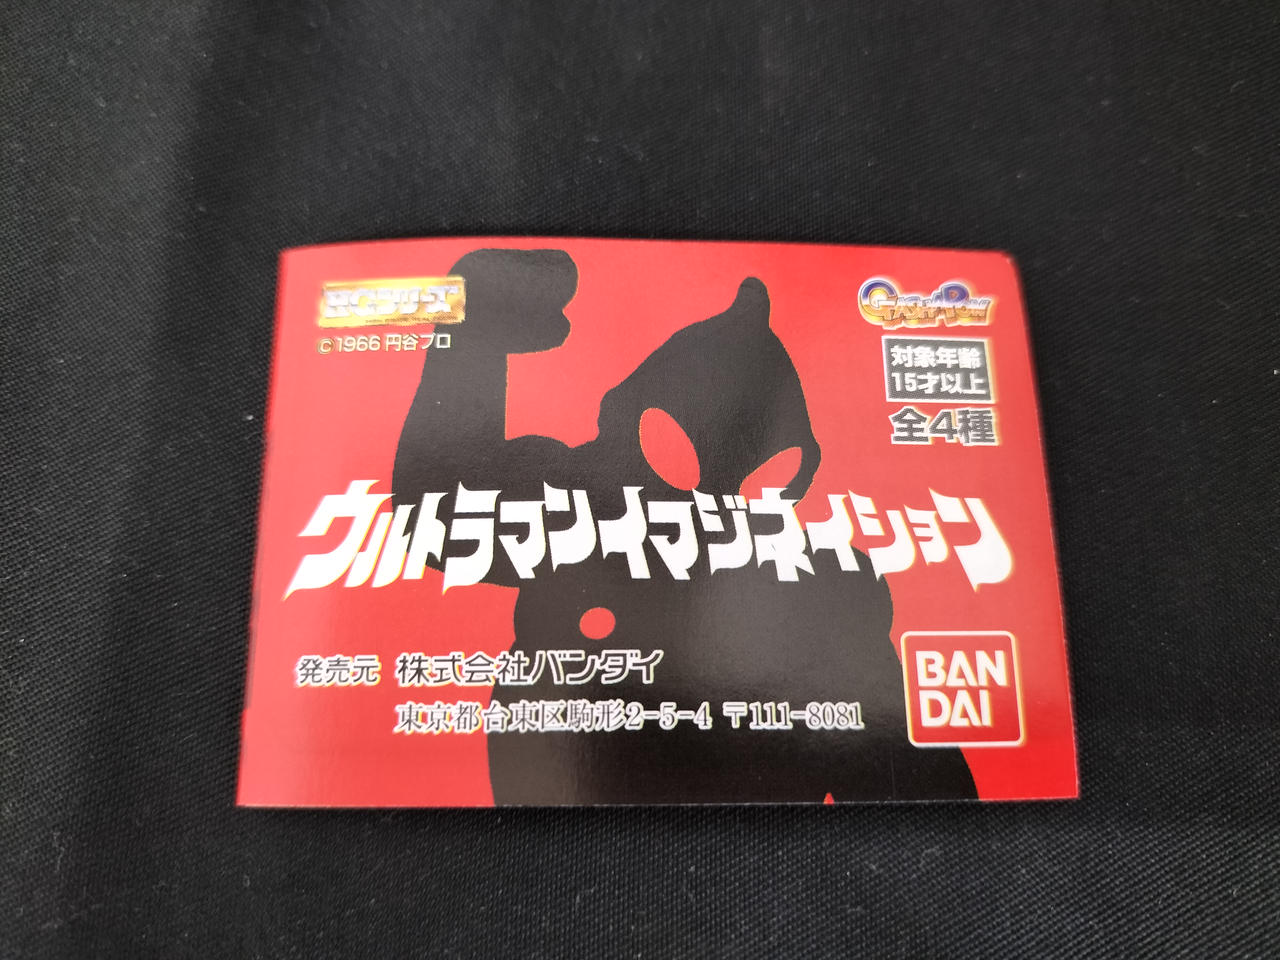 HGシリーズ
©1966 円谷プロ
GASHAPON
対象年齢
15才以上
全4種
ウルトラマンイマジネイション
発売元 株式会社バンダイ
東京都台東区駒形2-5-4 〒111-8081
BAN
DAI